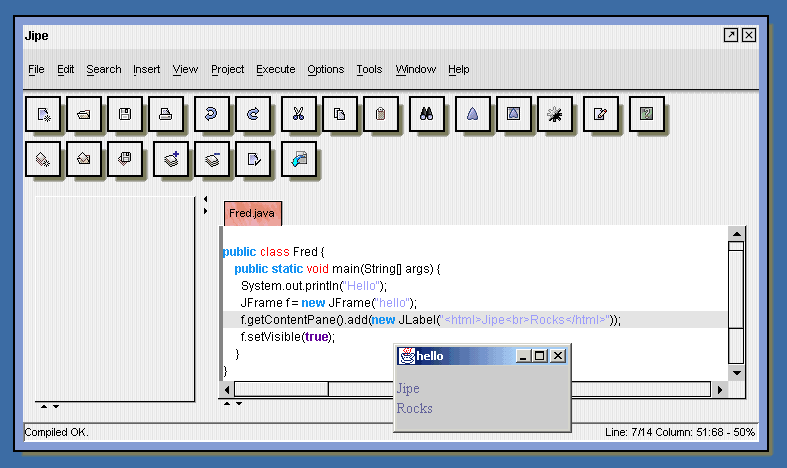 Jipe
File Edit Search Insert View Project Execute Options Tools Window Help
Fred.java
public class Fred {
public static void main(String[] args) {
System.out.println("Hello");
JFrame f = new JFrame("hello");
f.getContentPane().add(new JLabel("<html>Jipe<br>Rocks</html>"));
f.setVisible(true);
}
}
hello
Jipe
Rocks
Compiled OK.
Line: 7/14 Column: 51:68 - 50%